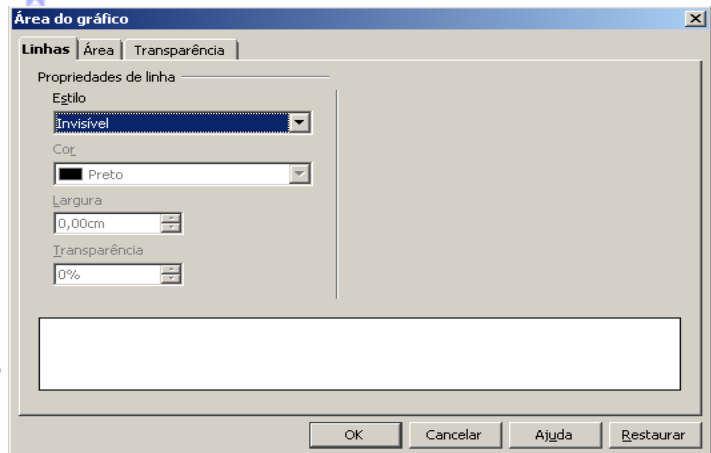 Área do gráfico
Linhas Área Transparência
Propriedades de linha
Estilo
Invisível
Cor
Preto
Largura
0,00cm
Transparência
0%
OK Cancelar Ajuda Restaurar